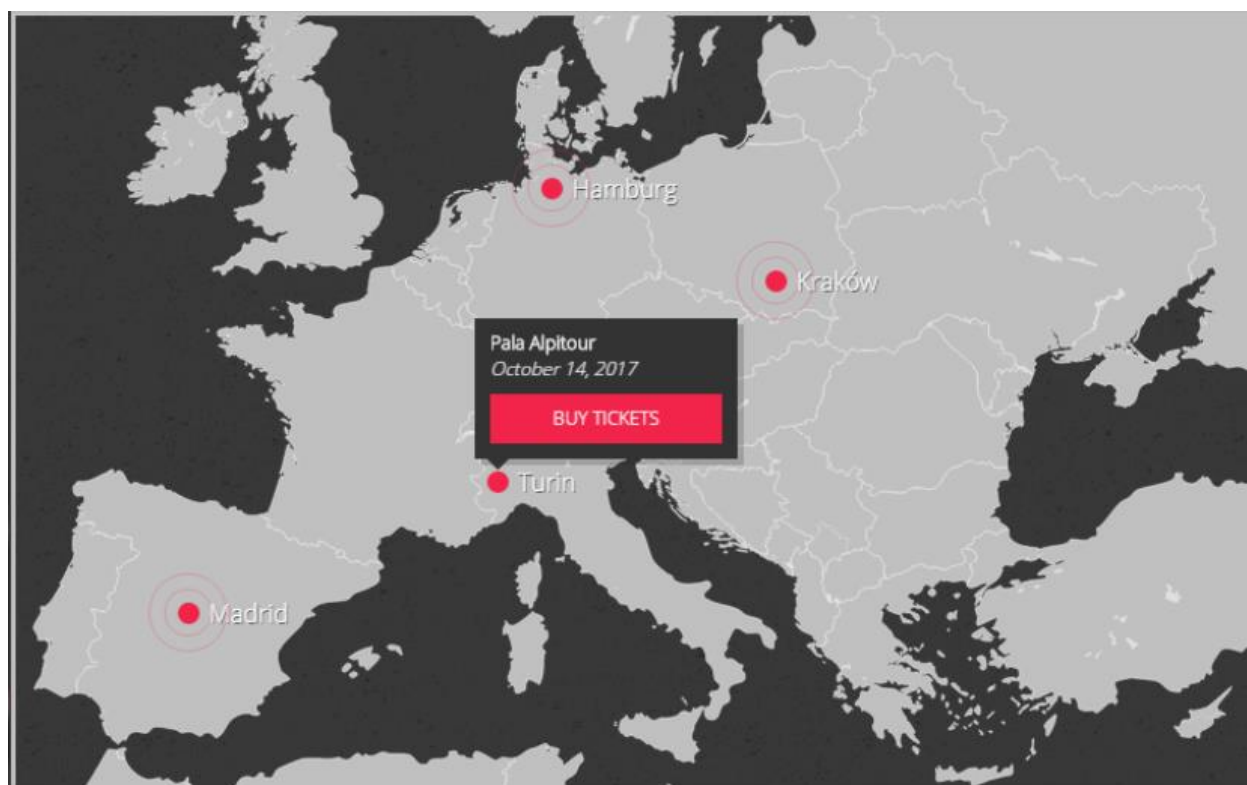 Hamburg
Kraków
Pala Alpitour
October 14, 2017
BUY TICKETS
Turin
Madrid